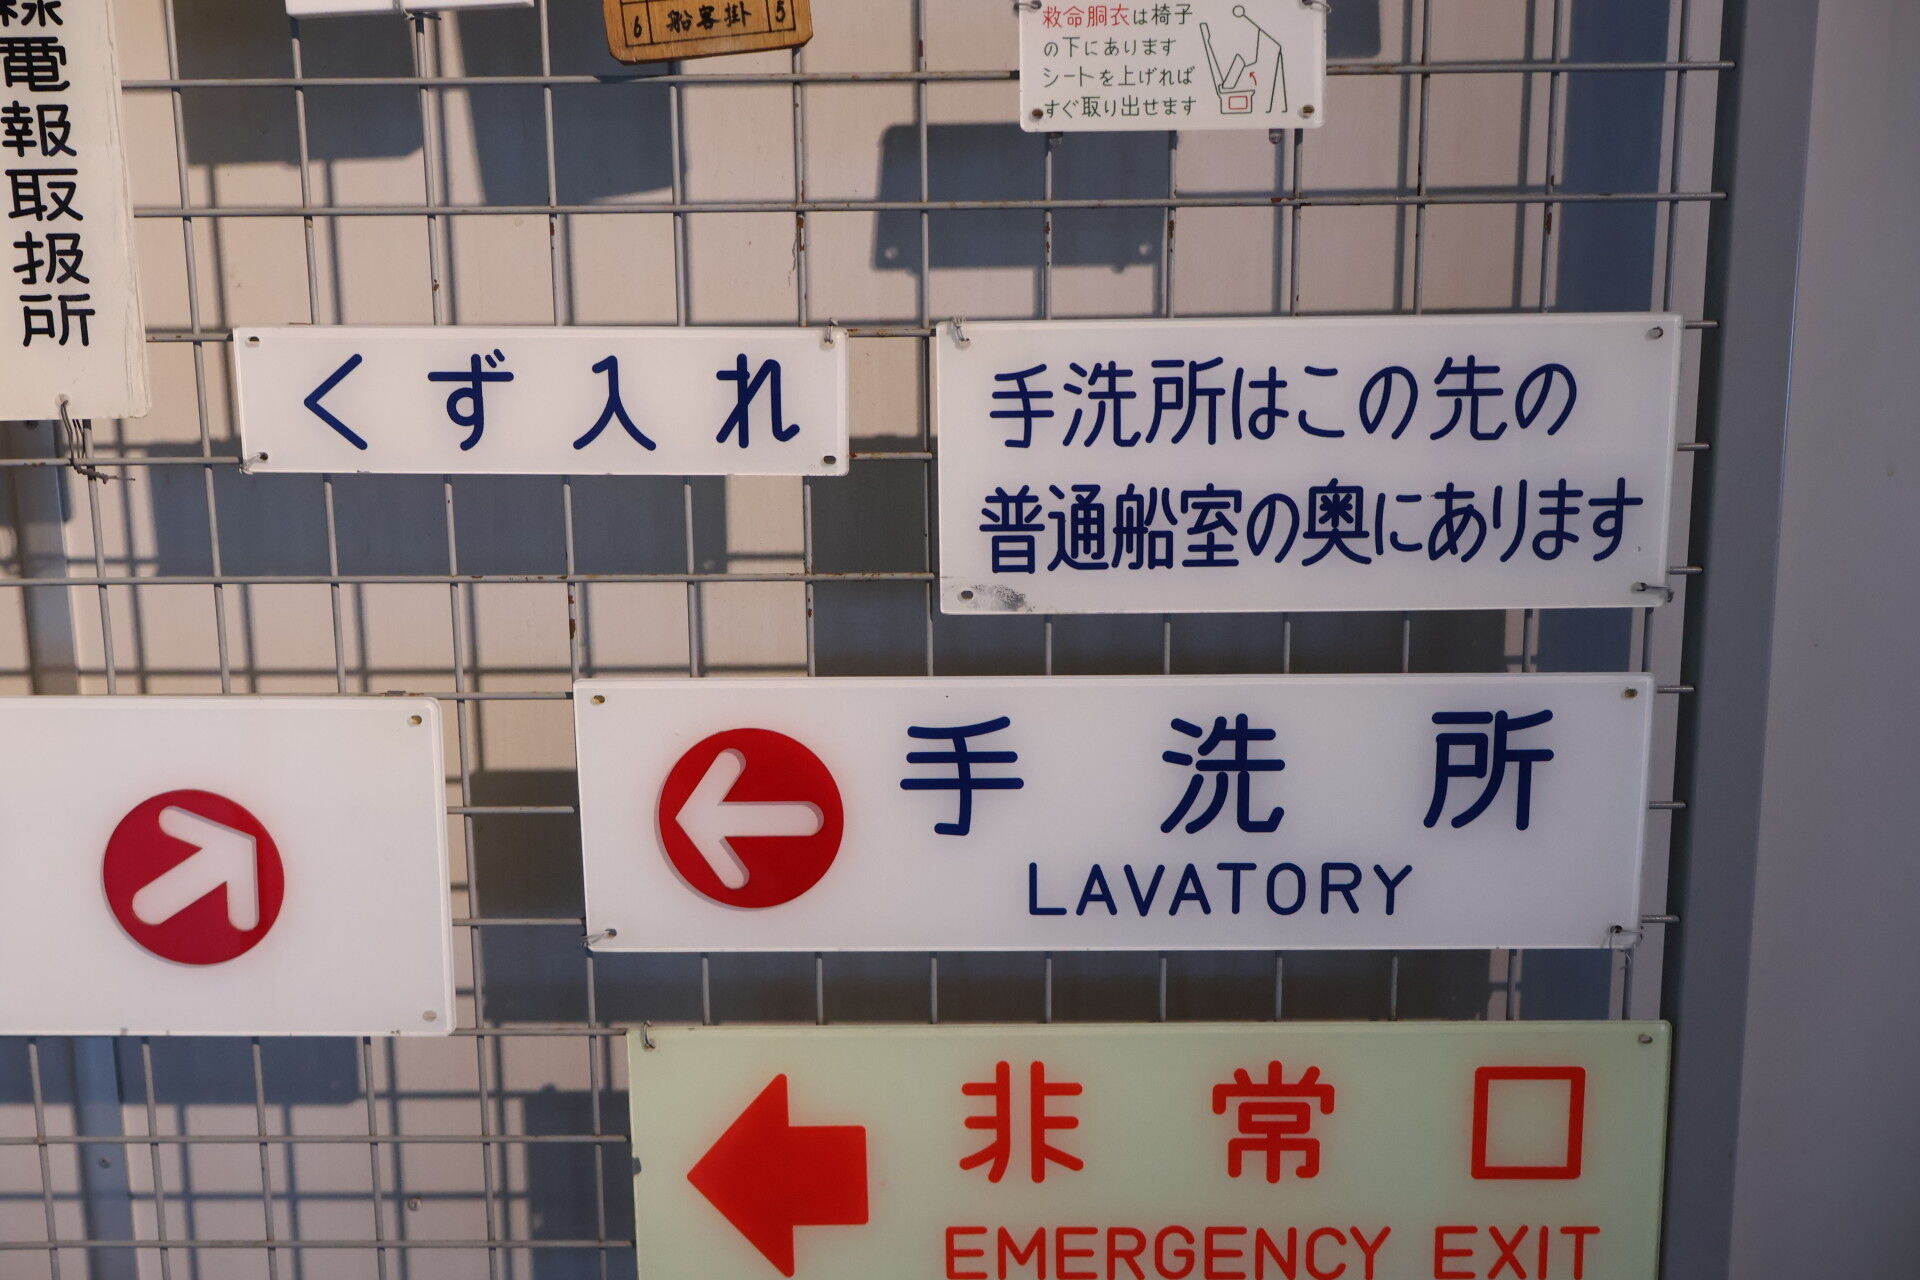 線電報取扱所
6 船客掛 5
救命胴衣は椅子
の下にあります
シートを上げれば
すぐ取り出せます
くず入れ
手洗所はこの先の
普通船室の奥にあります
手洗所
LAVATORY
非常口
EMERGENCY EXIT